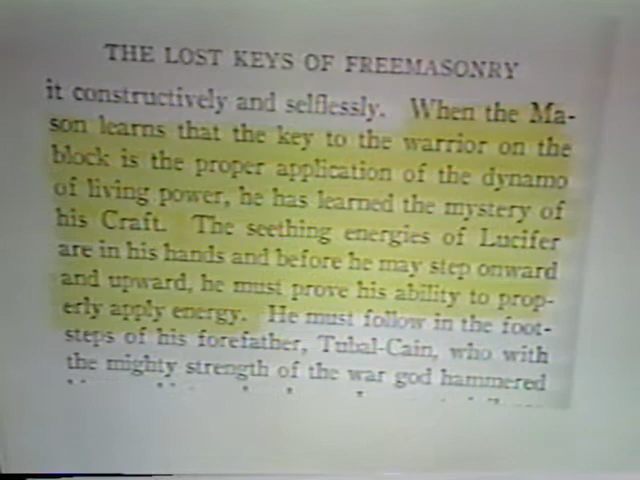 THE LOST KEYS OF FREEMASONRY
it constructively and selflessly. When the Ma-
son learns that the key to the warrior on the
block is the proper application of the dynamo
of living power, he has learned the mystery of
his Craft. The seething energies of Lucifer
are in his hands and before he may step onward
and upward, he must prove his ability to prop-
erly apply energy. He must follow in the foot-
steps of his forefather, Tubal-Cain, who with
the mighty strength of the war god hammered